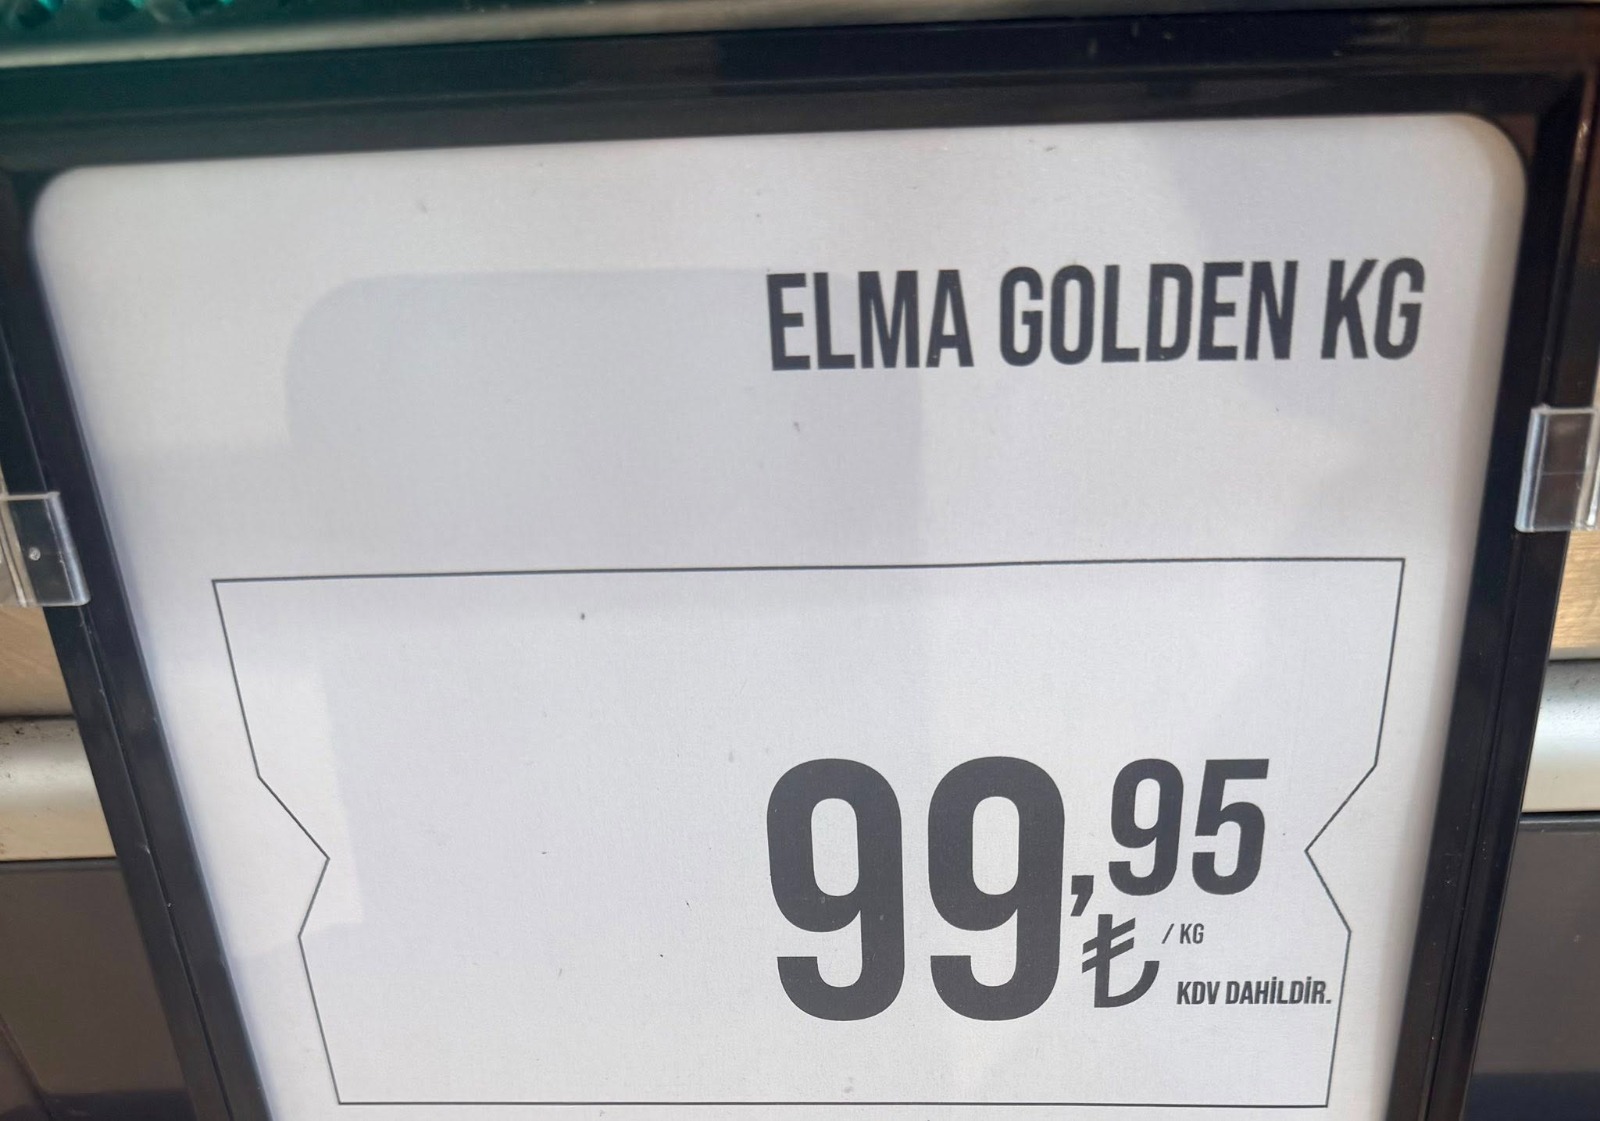 ELMA GOLDEN KG
99,95
₺ / KG
KDV DAHİLDİR.